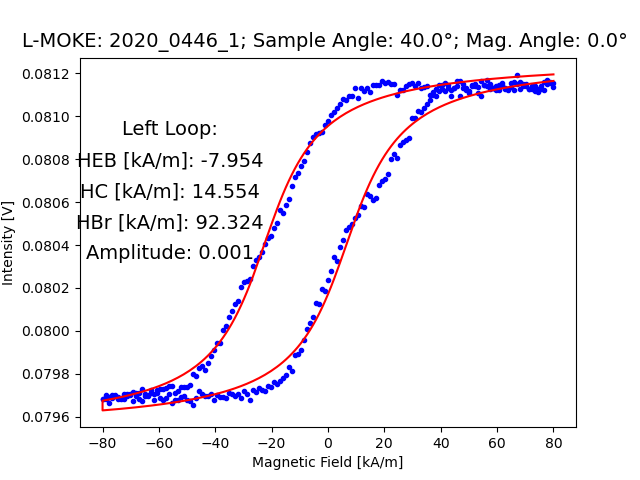 L-MOKE: 2020_0446_1; Sample Angle: 40.0°; Mag. Angle: 0.0°
Intensity [V]
0.0812
0.0810
0.0808
0.0806
0.0804
0.0802
0.0800
0.0798
0.0796
Left Loop:
HEB [kA/m]: -7.954
HC [kA/m]: 14.554
HBr [kA/m]: 92.324
Amplitude: 0.001
−80 −60 −40 −20 0 20 40 60 80
Magnetic Field [kA/m]